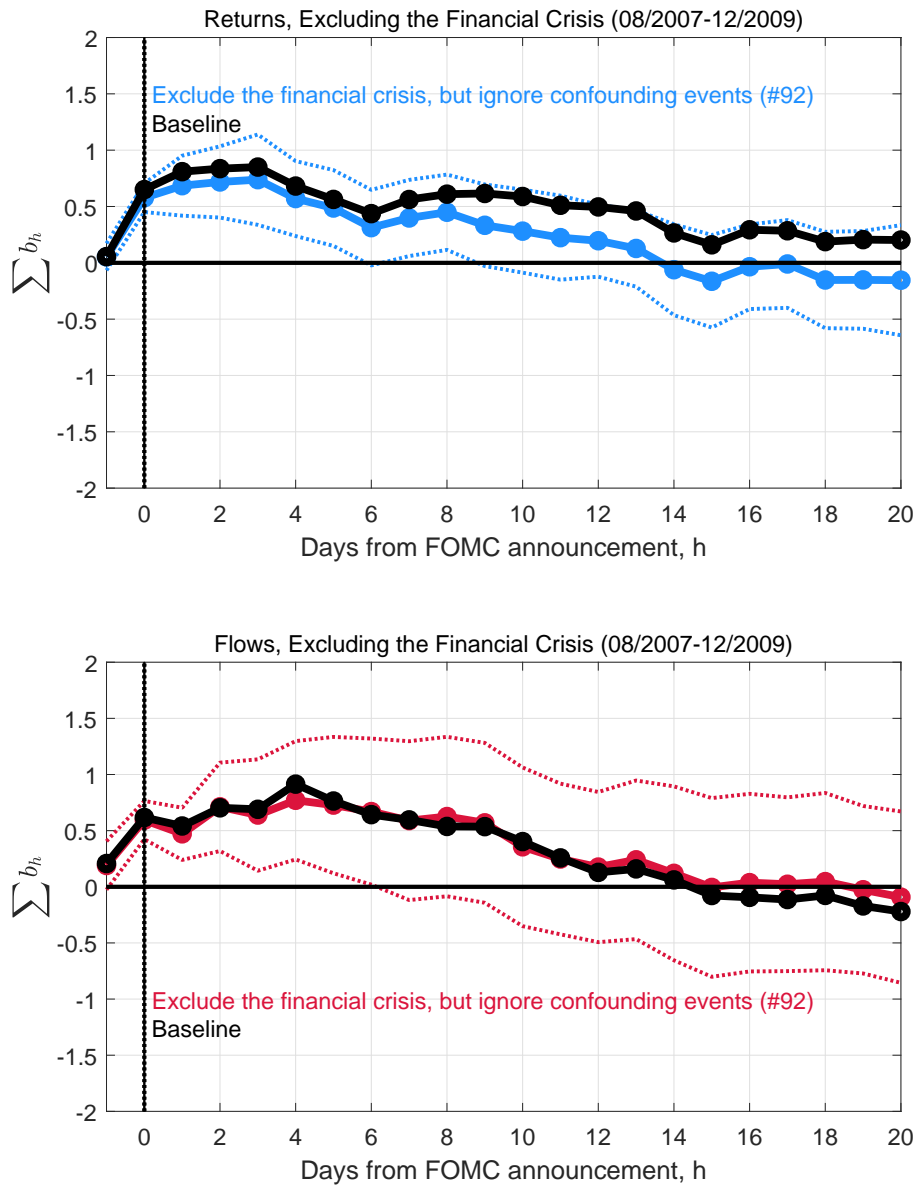 Returns, Excluding the Financial Crisis (08/2007-12/2009)
2
1.5
1
0.5
0
-0.5
-1
-1.5
-2
∑ b_h
Exclude the financial crisis, but ignore confounding events (#92)
Baseline
0 2 4 6 8 10 12 14 16 18 20
Days from FOMC announcement, h
Flows, Excluding the Financial Crisis (08/2007-12/2009)
2
1.5
1
0.5
0
-0.5
-1
-1.5
-2
∑ b_h
Exclude the financial crisis, but ignore confounding events (#92)
Baseline
0 2 4 6 8 10 12 14 16 18 20
Days from FOMC announcement, h